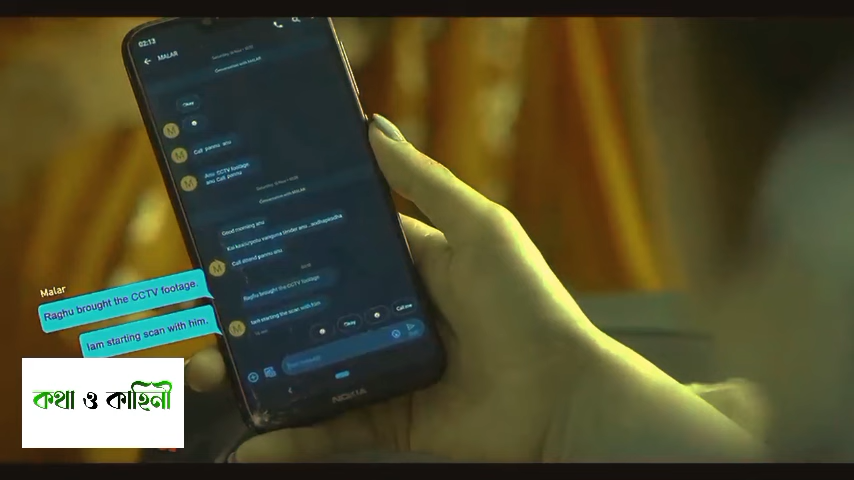 02:13
MALAR
Okay
Call pannu anu
Anu CCTV footage
anu Call pannu
Good morning anu
Call attend pannu anu
Raghu brought the CCTV footage.
Iam starting the scan with him.
Okay
Call me
NOKIA
Malar
Raghu brought the CCTV footage.
Iam starting scan with him.
কথা ও কাহিনী